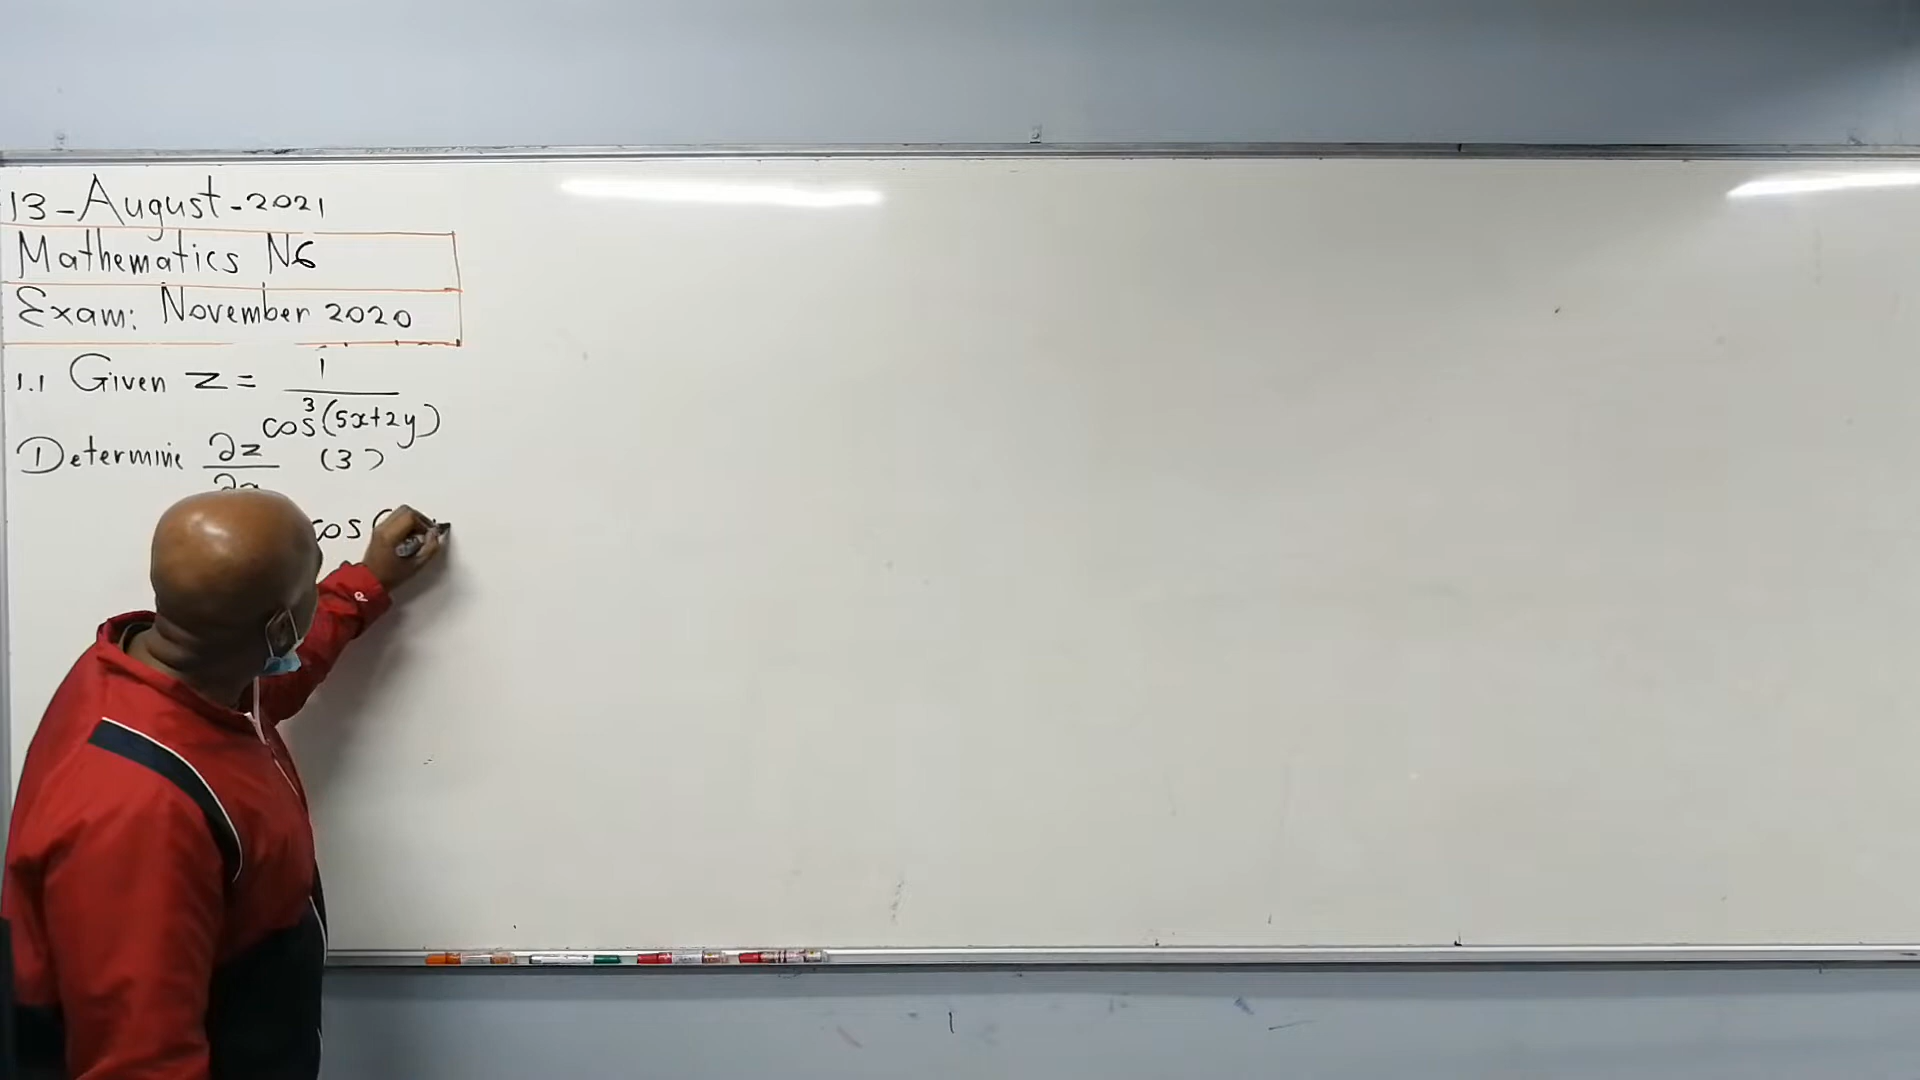 13-August-2021
Mathematics N6
Exam: November 2020
1.1 Given z = 1/cos³(5x+2y)
Determine ∂z/∂x (3)
cos(